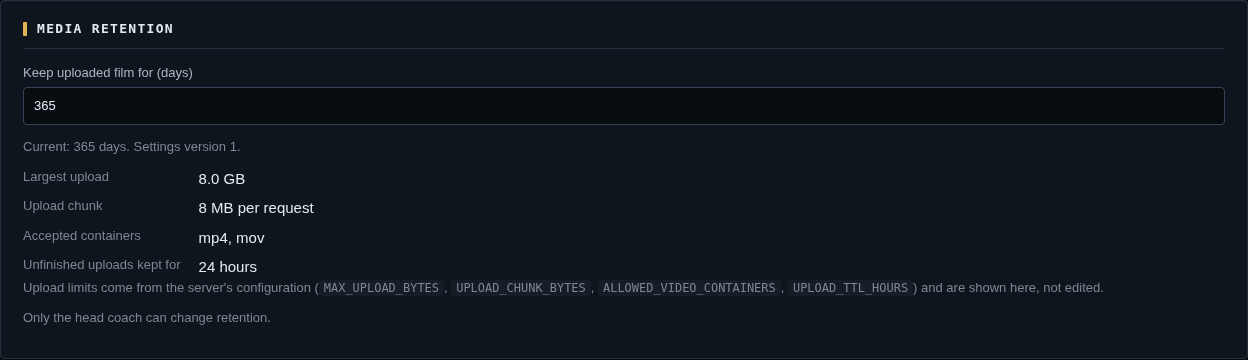 MEDIA RETENTION
Keep uploaded film for (days)
365
Current: 365 days. Settings version 1.
Largest upload 8.0 GB
Upload chunk 8 MB per request
Accepted containers mp4, mov
Unfinished uploads kept for 24 hours
Upload limits come from the server's configuration (MAX_UPLOAD_BYTES, UPLOAD_CHUNK_BYTES, ALLOWED_VIDEO_CONTAINERS, UPLOAD_TTL_HOURS) and are shown here, not edited.
Only the head coach can change retention.